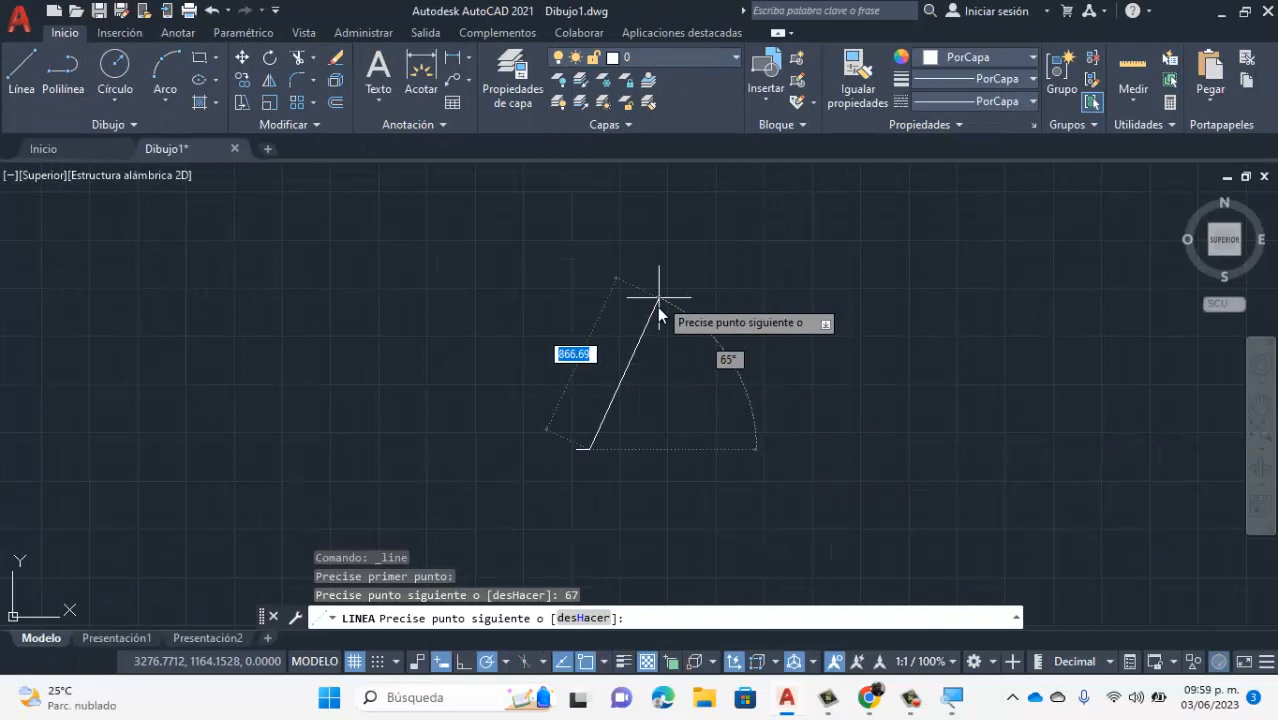 A
Autodesk AutoCAD 2021 Dibujo1.dwg
Escriba palabra clave o frase
Iniciar sesión
?
Inicio Inserción Anotar Paramétrico Vista Administrar Salida Complementos Colaborar Aplicaciones destacadas
Línea Polilínea Círculo Arco
Texto Acotar
Propiedades de capa
0
Insertar
Igualar propiedades
PorCapa
PorCapa
PorCapa
Grupo
Medir
Pegar
Dibujo Modificar Anotación Capas Bloque Propiedades Grupos Utilidades Portapapeles
Inicio Dibujo1*
[−][Superior][Estructura alámbrica 2D]
N
O SUPERIOR E
S
SCU
Precise punto siguiente o
866.69
65°
Y
X
Comando: _line
Precise primer punto:
Precise punto siguiente o [desHacer]: 67
LINEA Precise punto siguiente o [desHacer]:
Modelo Presentación1 Presentación2
3276.7712, 1164.1528, 0.0000 MODELO 1:1 / 100% Decimal
25°C
Parc. nublado
Búsqueda
09:59 p. m.
03/06/2023
3